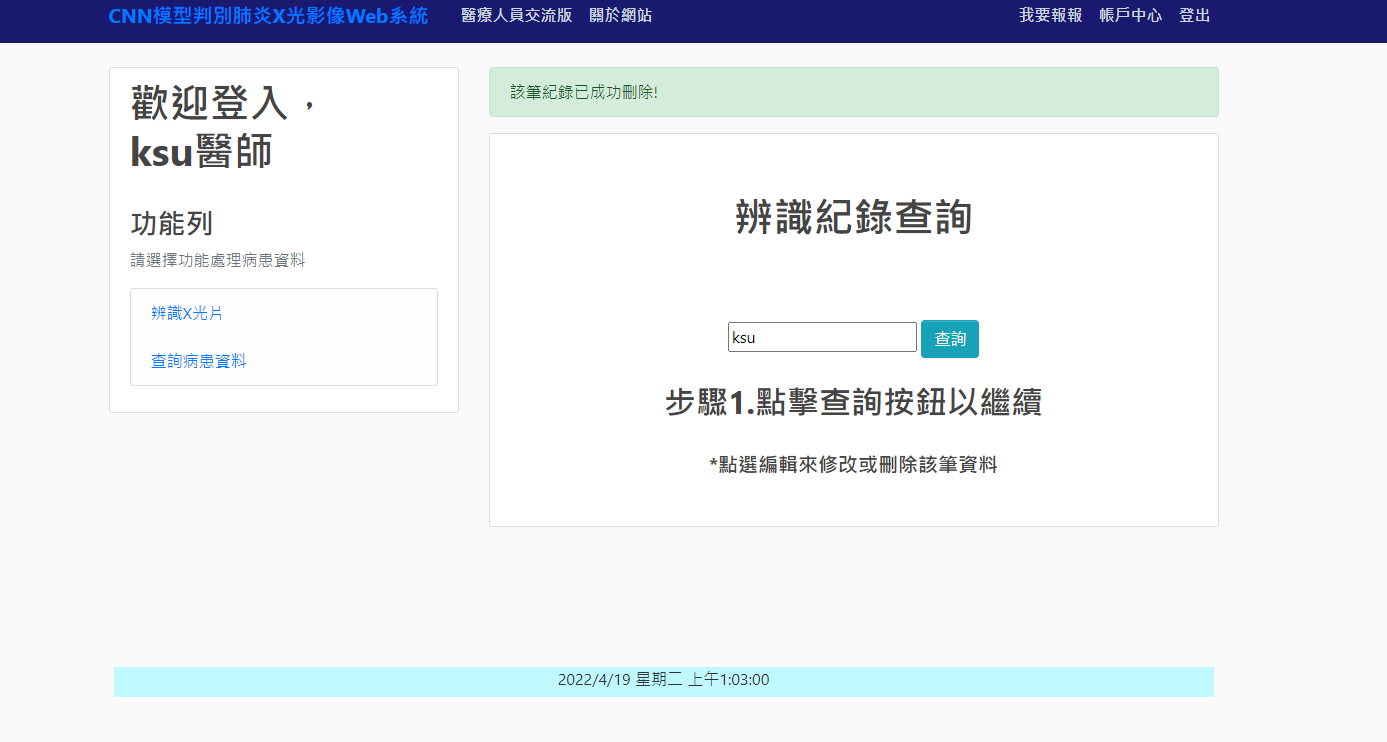 CNN模型判別肺炎X光影像Web系統 醫療人員交流版 關於網站 我要報報 帳戶中心 登出
歡迎登入，
ksu醫師
功能列
請選擇功能處理病患資料
辨識X光片
查詢病患資料
該筆紀錄已成功刪除!
辨識紀錄查詢
ksu 查詢
步驟1.點擊查詢按鈕以繼續
*點選編輯來修改或刪除該筆資料
2022/4/19 星期二 上午1:03:00